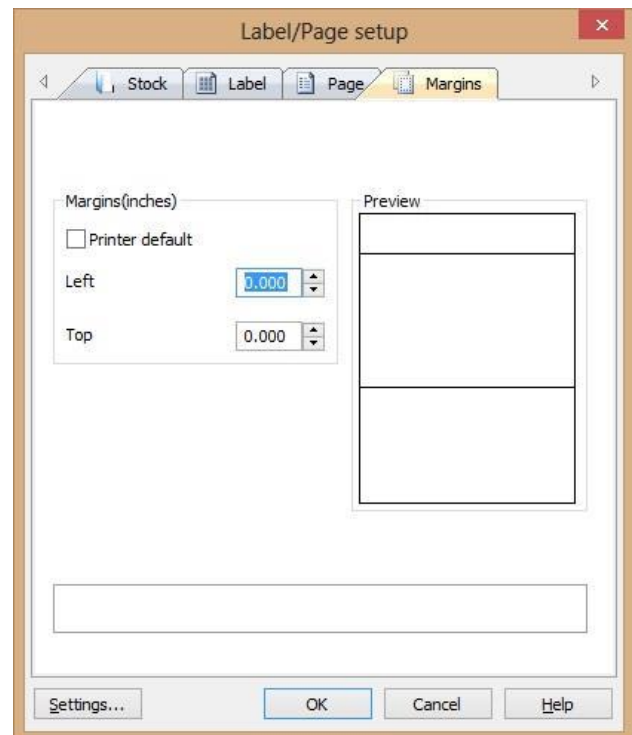 Label/Page setup
Stock Label Page Margins
Margins(inches)
Printer default
Left 0.000
Top 0.000
Preview
Settings... OK Cancel Help